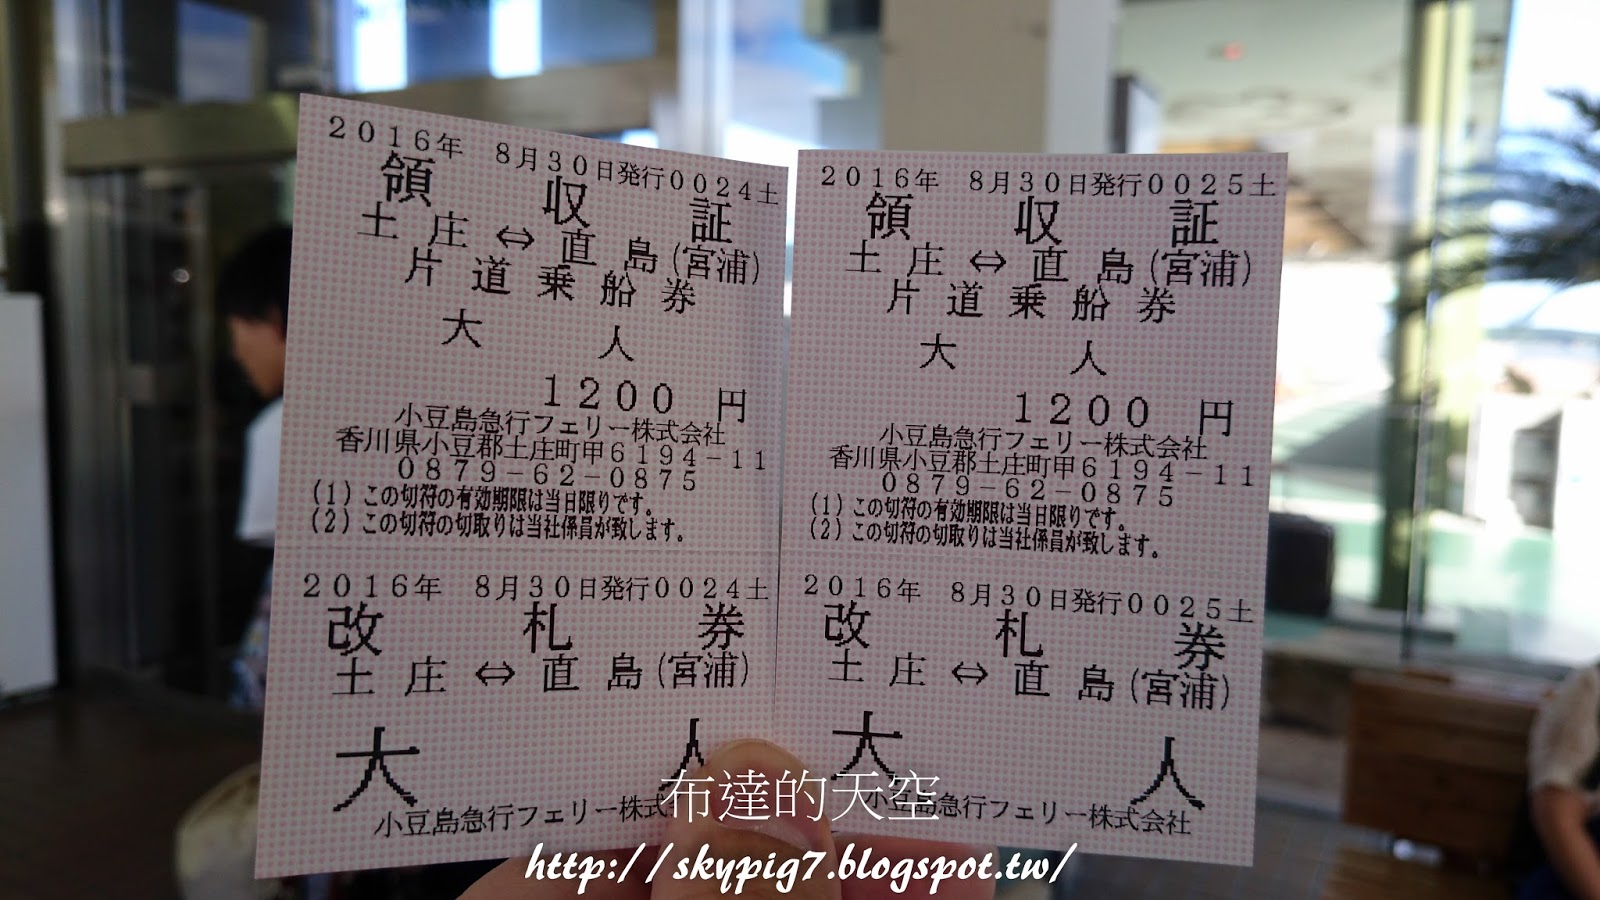 ２０１６年　８月３０日発行００２４土
領　収　証
土　庄　⇔　直　島（宮浦）
片　道　乗　船　券
大　人
１２００　円
小豆島急行フェリー株式会社
香川県小豆郡土庄町甲６１９４－１１
０８７９－６２－０８７５
（1）この切符の有効期限は当日限りです。
（2）この切符の切取りは当社係員が致します。
２０１６年　８月３０日発行００２４土
改　札　券
土　庄　⇔　直　島（宮浦）
大　人
小豆島急行フェリー株式
２０１６年　８月３０日発行００２５土
領　収　証
土　庄　⇔　直　島（宮浦）
片　道　乗　船　券
大　人
１２００　円
小豆島急行フェリー株式会社
香川県小豆郡土庄町甲６１９４－１１
０８７９－６２－０８７５
（1）この切符の有効期限は当日限りです。
（2）この切符の切取りは当社係員が致します。
２０１６年　８月３０日発行００２５土
改　札　券
土　庄　⇔　直　島（宮浦）
大　人
小豆島急行フェリー株式会社
布達的天空
http://skypig7.blogspot.tw/